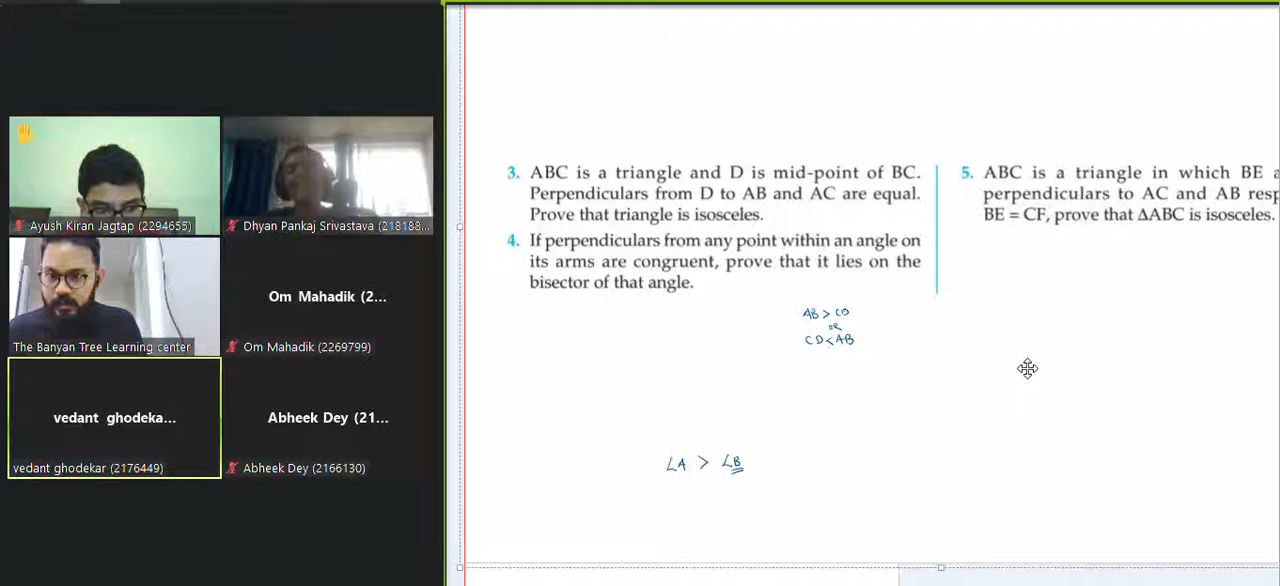 Ayush Kiran Jagtap (2294655)
Dhyan Pankaj Srivastava (218188...
The Banyan Tree Learning center
Om Mahadik (2...
Om Mahadik (2269799)
vedant ghodeka...
vedant ghodekar (2176449)
Abheek Dey (21...
Abheek Dey (2166130)
3. ABC is a triangle and D is mid-point of BC.
Perpendiculars from D to AB and AC are equal.
Prove that triangle is isosceles.
4. If perpendiculars from any point within an angle on
its arms are congruent, prove that it lies on the
bisector of that angle.
5. ABC is a triangle in which BE a
perpendiculars to AC and AB resp
BE = CF, prove that ΔABC is isosceles.
AB > CD
OR
CD < AB
∠A > ∠B